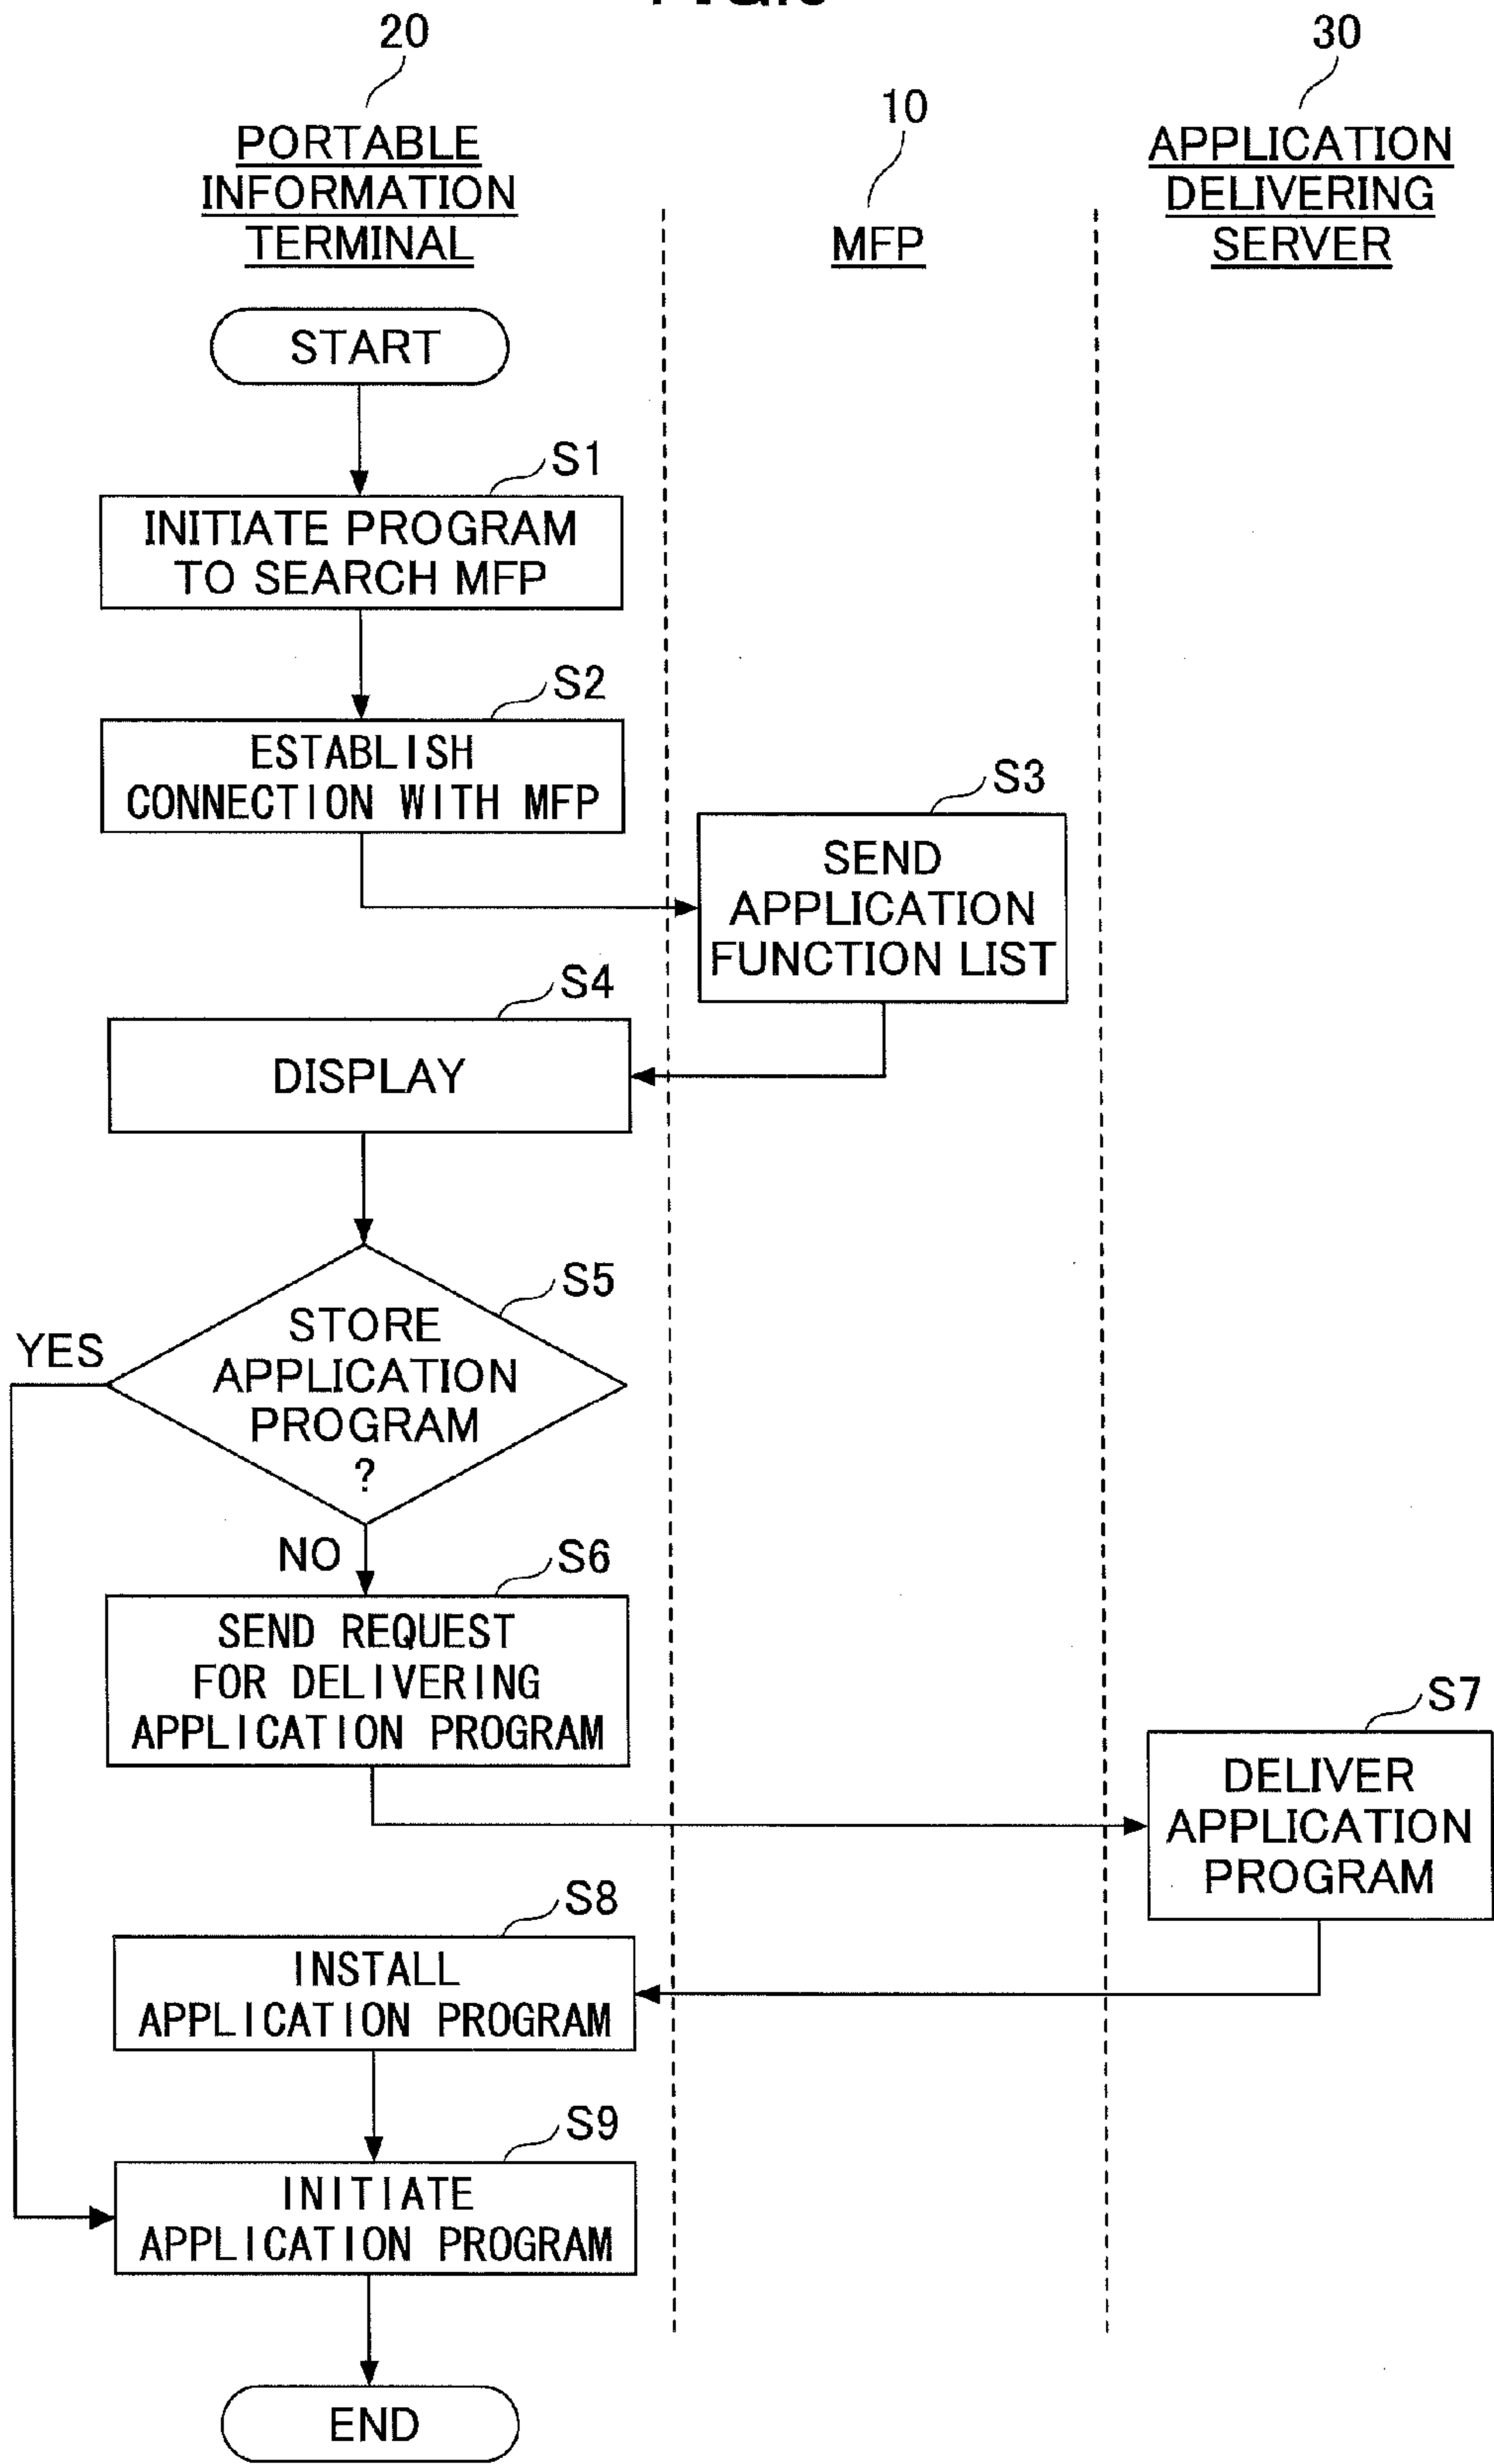 20
PORTABLE
INFORMATION
TERMINAL
10
MFP
30
APPLICATION
DELIVERING
SERVER
START
S1
INITIATE PROGRAM
TO SEARCH MFP
S2
ESTABLISH
CONNECTION WITH MFP
S3
SEND
APPLICATION
FUNCTION LIST
S4
DISPLAY
S5
STORE
APPLICATION
PROGRAM
?
YES
NO
S6
SEND REQUEST
FOR DELIVERING
APPLICATION PROGRAM
S7
DELIVER
APPLICATION
PROGRAM
S8
INSTALL
APPLICATION PROGRAM
S9
INITIATE
APPLICATION PROGRAM
END